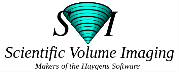 SVI
Scientific Volume Imaging
Makers of the Huygens Software